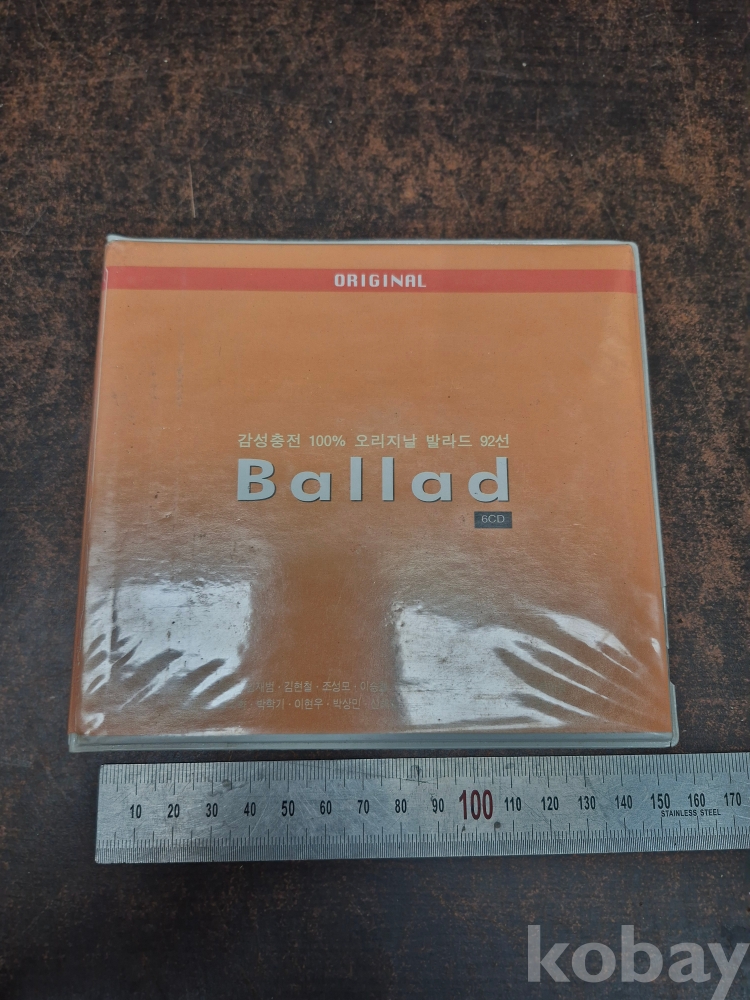 ORIGINAL
감성충전 100% 오리지날 발라드 92선
Ballad
6CD
김현철 · 조성모
박학기 · 이현우 · 박상민
10 20 30 40 50 60 70 80 90 100 110 120 130 140 150 160 170
STAINLESS STEEL
kobay